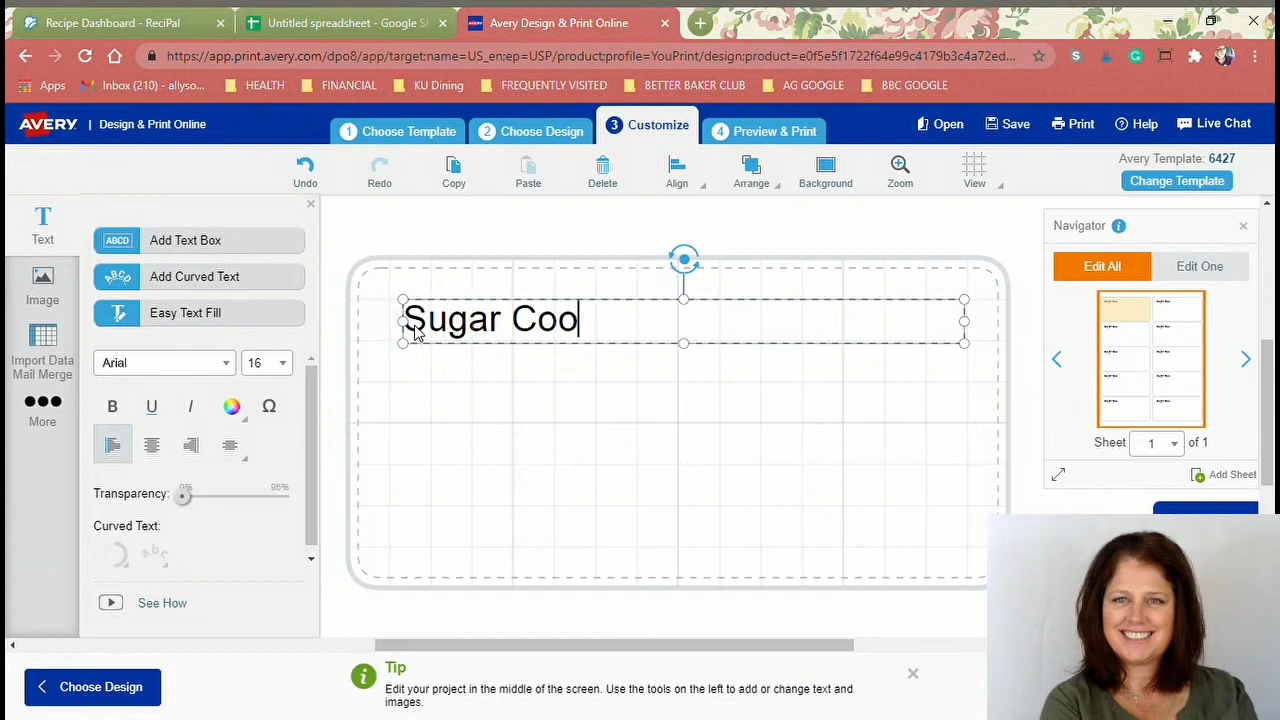 Recipe Dashboard - ReciPal
Untitled spreadsheet - Google S
Avery Design & Print Online
https://app.print.avery.com/dpo8/app/target:name=US_en;ep=USP/product:profile=YouPrint/design:product=e0f5e5f1722f64e99c4179b3c4a72ed...
Apps
Inbox (210) - allyso...
HEALTH
FINANCIAL
KU Dining
FREQUENTLY VISITED
BETTER BAKER CLUB
AG GOOGLE
BBC GOOGLE
AVERY
Design & Print Online
1 Choose Template
2 Choose Design
3 Customize
4 Preview & Print
Open
Save
Print
Help
Live Chat
Undo
Redo
Copy
Paste
Delete
Align
Arrange
Background
Zoom
View
Avery Template: 6427
Change Template
T
Text
Image
Import Data
Mail Merge
More
ABCD
Add Text Box
ABC
Add Curved Text
T
Easy Text Fill
Arial
16
B
U
I
Ω
Transparency:
0%
95%
Curved Text:
abc
See How
Sugar Coo
Navigator
Edit All
Edit One
Sheet 1 of 1
Add Sheet
Choose Design
Tip
Edit your project in the middle of the screen. Use the tools on the left to add or change text and
images.